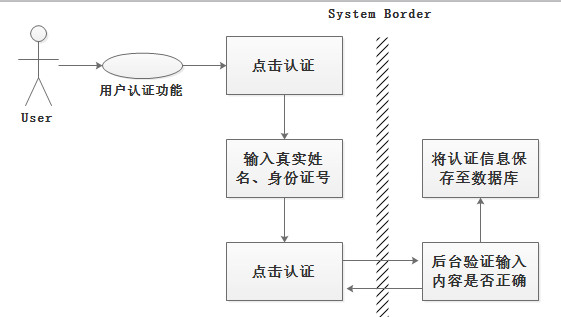 System Border
点击认证
用户认证功能
User
输入真实姓
名、身份证号
将认证信息保
存至数据库
点击认证
后台验证输入
内容是否正确